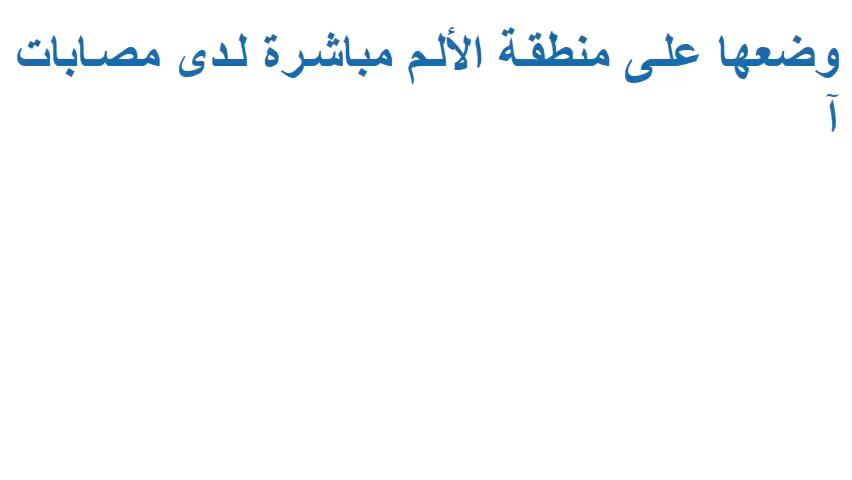 وضعها على منطقة الألم مباشرة لدى مصابات
آ